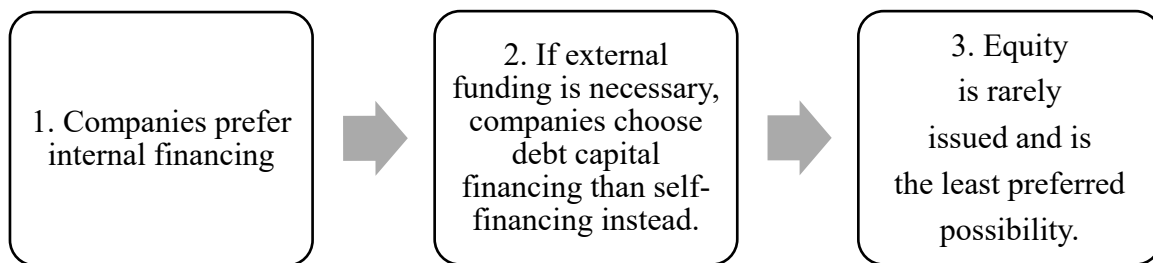 1. Companies prefer
internal financing
2. If external
funding is necessary,
companies choose
debt capital
financing than self-
financing instead.
3. Equity
is rarely
issued and is
the least preferred
possibility.